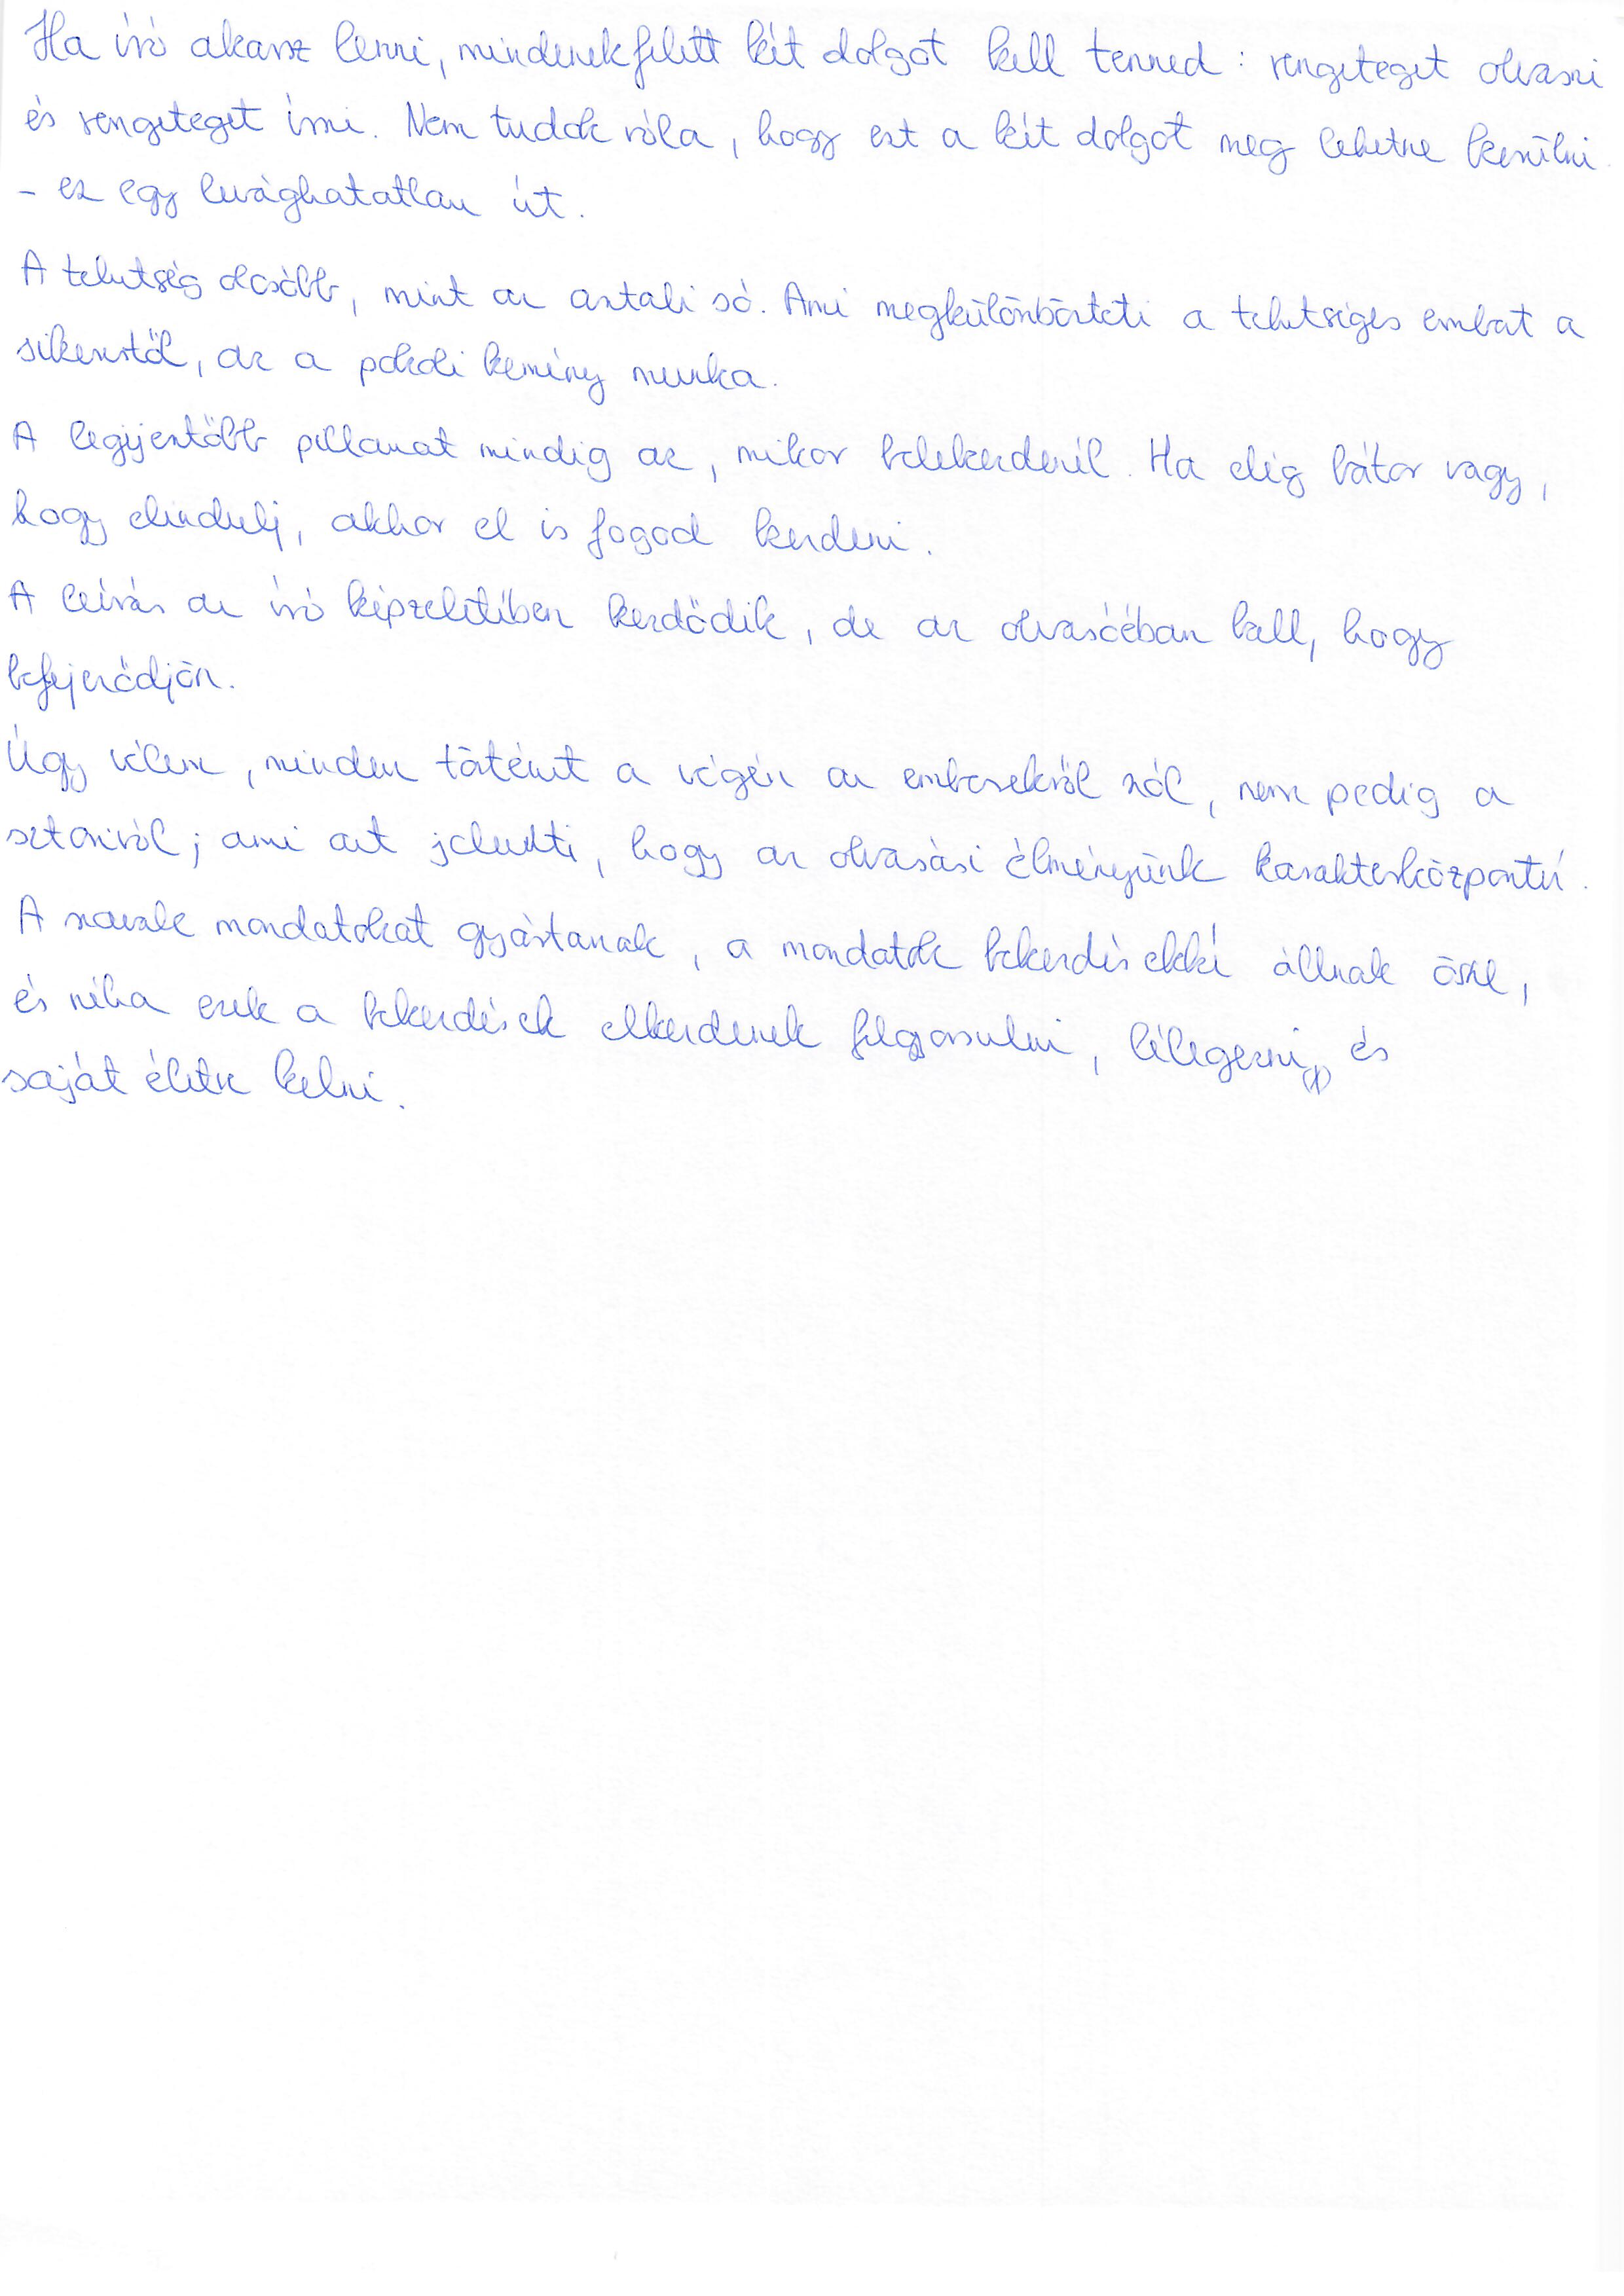 Ha író akarsz lenni, mindenekfelett két dolgot kell tenned: rengeteget olvasni
és rengeteget írni. Nem tudok róla, hogy ezt a két dolgot meg lehetne kerülni.
- ez egy levághatatlan út.
A tehetség olcsóbb, mint az asztali só. Ami megkülönbözteti a tehetséges embert a
sikerestől, az a pokoli kemény munka.
A legijesztőbb pillanat mindig az, mikor belekezdenél. Ha elég bátor vagy,
hogy elindulj, akkor el is fogod kezdeni.
A leírás az író képzeletében kezdődik, de az olvasóéban kell, hogy
befejeződjön.
Úgy vélem, minden történet a végén az emberekről szól, nem pedig a
sztoriról; ami azt jelenti, hogy az olvasási élményünk karakterközpontú.
A szavak mondatokat gyártanak, a mondatok bekezdésekké állnak össze,
és néha ezek a bekezdések elkezdenek felgyorsulni, lélegezni, és
saját életre kelni.